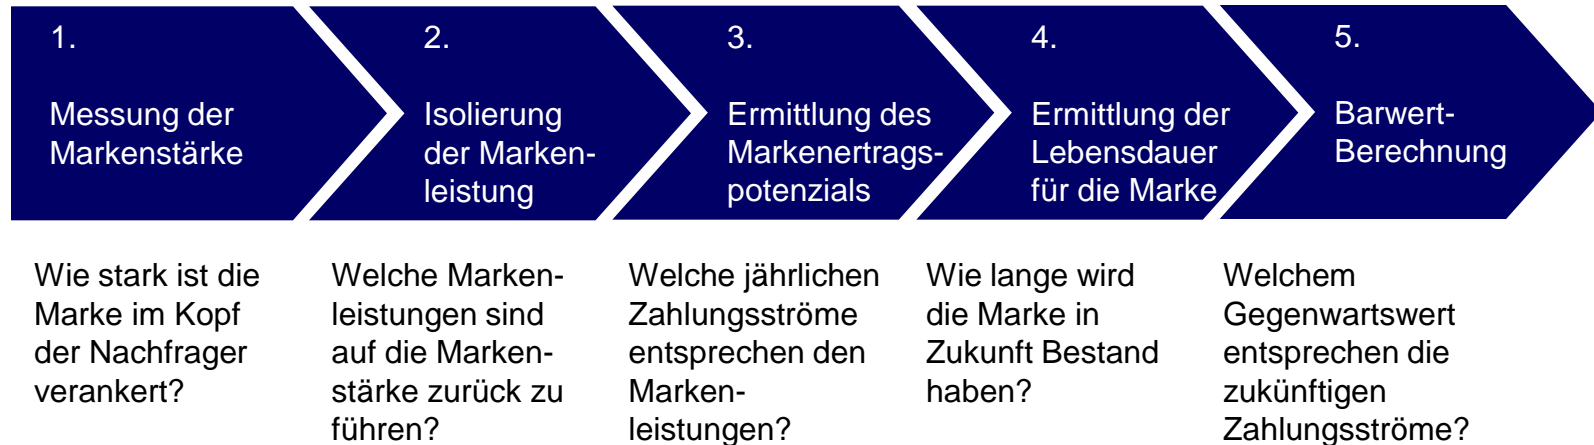 1.
Messung der
Markenstärke
2.
Isolierung
der Marken-
leistung
3.
Ermittlung des
Markenertrags-
potenzials
4.
Ermittlung der
Lebensdauer
für die Marke
5.
Barwert-
Berechnung
Wie stark ist die
Marke im Kopf
der Nachfrager
verankert?
Welche Marken-
leistungen sind
auf die Marken-
stärke zurück zu
führen?
Welche jährlichen
Zahlungsströme
entsprechen den
Marken-
leistungen?
Wie lange wird
die Marke in
Zukunft Bestand
haben?
Welchem
Gegenwartswert
entsprechen die
zukünftigen
Zahlungsströme?